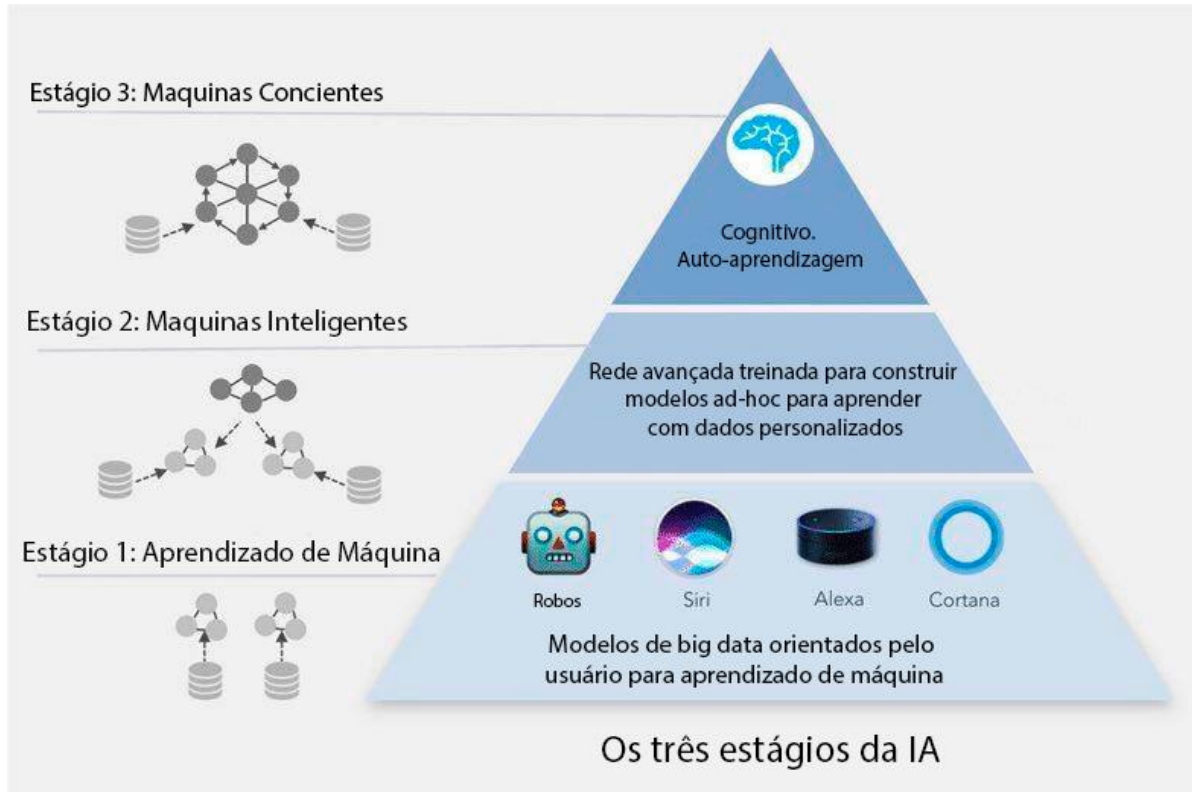 Estágio 3: Maquinas Concientes
Cognitivo.
Auto-aprendizagem
Estágio 2: Maquinas Inteligentes
Rede avançada treinada para construir
modelos ad-hoc para aprender
com dados personalizados
Estágio 1: Aprendizado de Máquina
Robos Siri Alexa Cortana
Modelos de big data orientados pelo
usuário para aprendizado de máquina
Os três estágios da IA